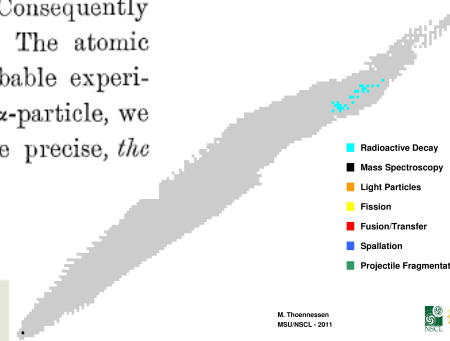 Consequently
The atomic
bable experi-
α-particle, we
e precise, the
Radioactive Decay
Mass Spectroscopy
Light Particles
Fission
Fusion/Transfer
Spallation
Projectile Fragmentat
M. Thoennessen
MSU/NSCL - 2011
NSCL